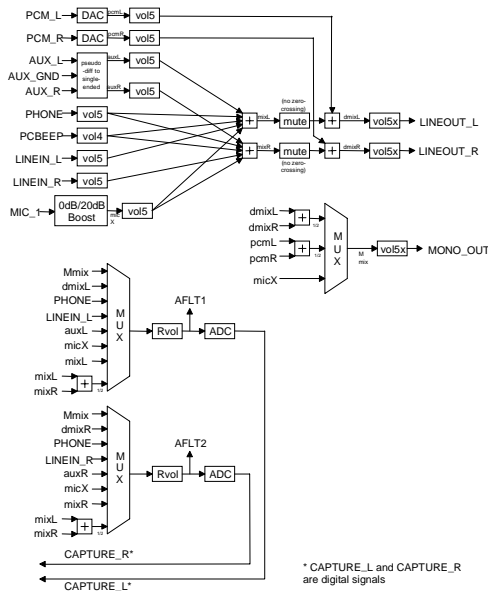 PCM_L DAC pcmL vol5
PCM_R DAC pcmR vol5
AUX_L
AUX_GND
AUX_R
pseudo
-diff to
single-
ended
auxL vol5
auxR vol5
PHONE vol5
PCBEEP vol4
LINEIN_L vol5
LINEIN_R vol5
MIC_1
0dB/20dB
Boost
mic
X
vol5
(no zero-
crossing)
+ mixL mute + dmixL vol5x LINEOUT_L
+ mixR mute + dmixR vol5x LINEOUT_R
(no zero-
crossing)
dmixL
dmixR
+ 1/2
pcmL
pcmR
+ 1/2
micX
M
U
X
M
mix
vol5x MONO_OUT
Mmix
dmixL
PHONE
LINEIN_L
auxL
micX
mixL
mixL
mixR
+ 1/2
M
U
X
Rvol
AFLT1
ADC
Mmix
dmixR
PHONE
LINEIN_R
auxR
micX
mixR
mixL
mixR
+ 1/2
M
U
X
Rvol
AFLT2
ADC
CAPTURE_R*
CAPTURE_L*
* CAPTURE_L and CAPTURE_R
are digital signals